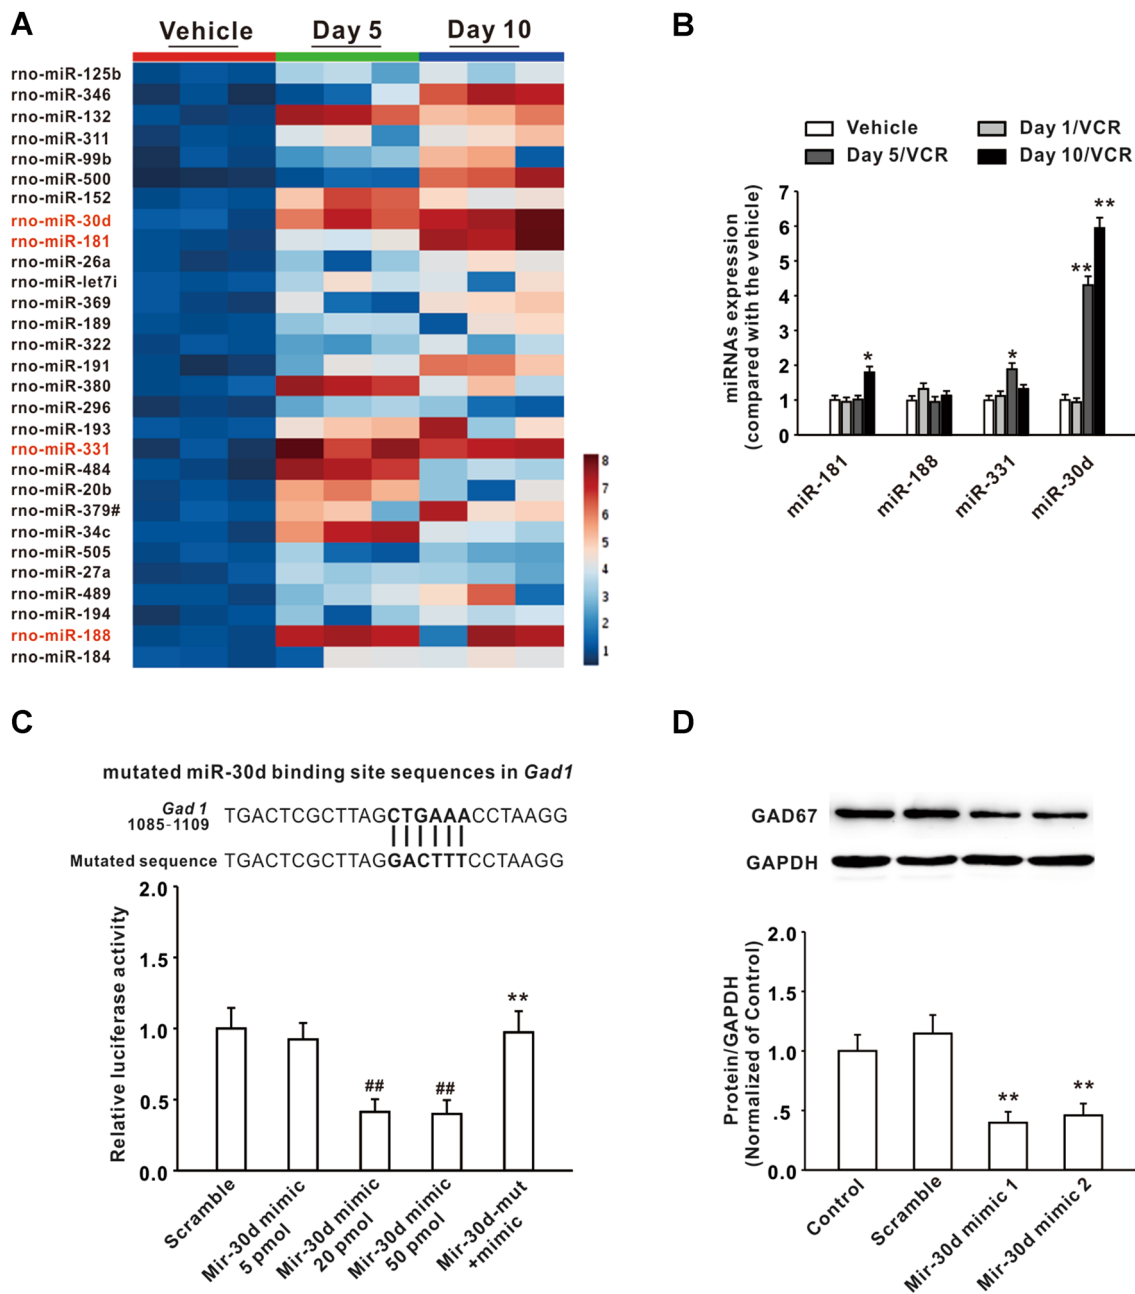 A
Vehicle Day 5 Day 10
rno-miR-125b
rno-miR-346
rno-miR-132
rno-miR-311
rno-miR-99b
rno-miR-500
rno-miR-152
rno-miR-30d
rno-miR-181
rno-miR-26a
rno-miR-let7i
rno-miR-369
rno-miR-189
rno-miR-322
rno-miR-191
rno-miR-380
rno-miR-296
rno-miR-193
rno-miR-331
rno-miR-484
rno-miR-20b
rno-miR-379#
rno-miR-34c
rno-miR-505
rno-miR-27a
rno-miR-489
rno-miR-194
rno-miR-188
rno-miR-184
8
7
6
5
4
3
2
1
B
Vehicle Day 1/VCR
Day 5/VCR Day 10/VCR
miRNAs expression
(compared with the vehicle)
7
6
5
4
3
2
1
0
*
*
**
**
miR-181
miR-188
miR-331
miR-30d
C
mutated miR-30d binding site sequences in Gad1
Gad 1
1085-1109
TGACTCGCTTAGCTGAAACCTAAGG
Mutated sequence TGACTCGCTTAGGACTTTCCTAAGG
Relative luciferase activity
2.0
1.5
1.0
0.5
0.0
##
##
**
Scramble
Mir-30d mimic
5 pmol
Mir-30d mimic
20 pmol
Mir-30d mimic
50 pmol
Mir-30d-mut
+mimic
D
GAD67
GAPDH
Protein/GAPDH
(Normalized of Control)
2.0
1.5
1.0
.5
0.0
**
**
Control
Scramble
Mir-30d mimic 1
Mir-30d mimic 2